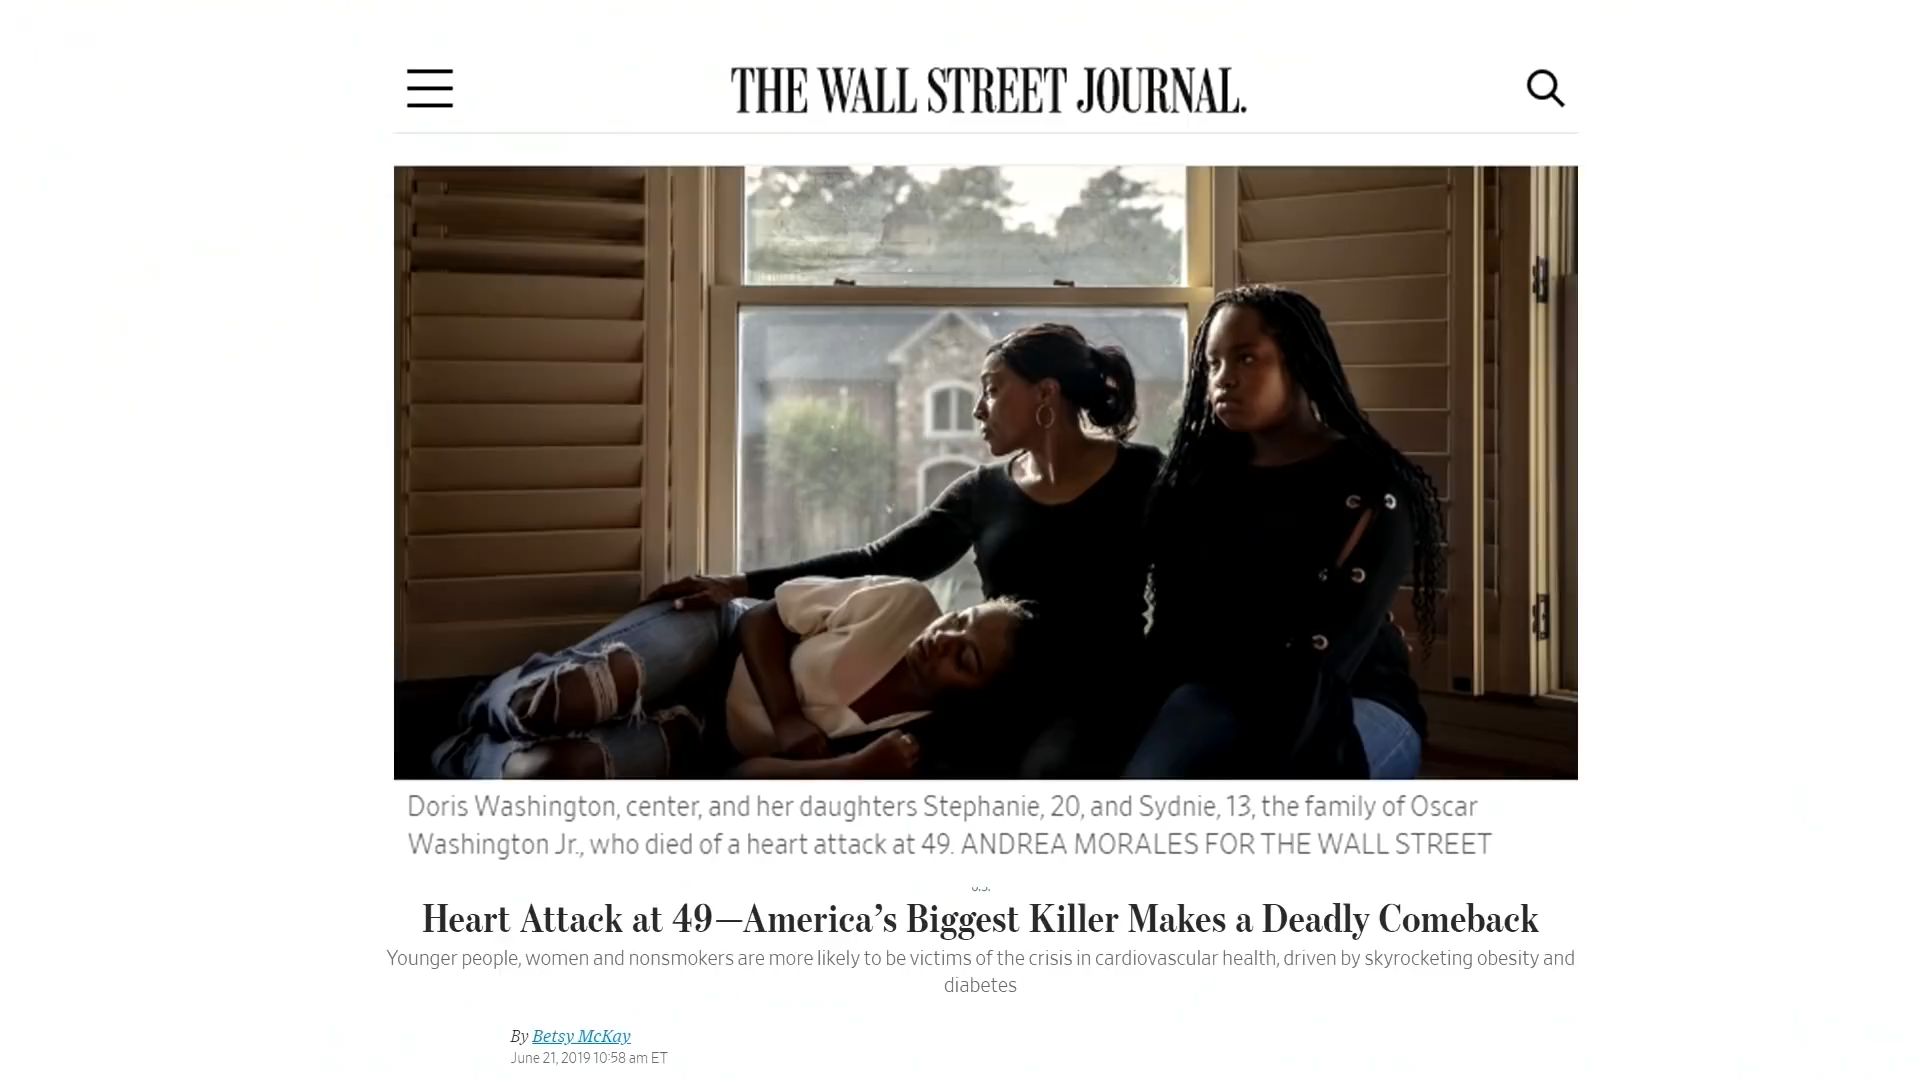 THE WALL STREET JOURNAL.
Doris Washington, center, and her daughters Stephanie, 20, and Sydnie, 13, the family of Oscar
Washington Jr., who died of a heart attack at 49. ANDREA MORALES FOR THE WALL STREET
Heart Attack at 49—America’s Biggest Killer Makes a Deadly Comeback
Younger people, women and nonsmokers are more likely to be victims of the crisis in cardiovascular health, driven by skyrocketing obesity and
diabetes
By Betsy McKay
June 21, 2019 10:58 am ET